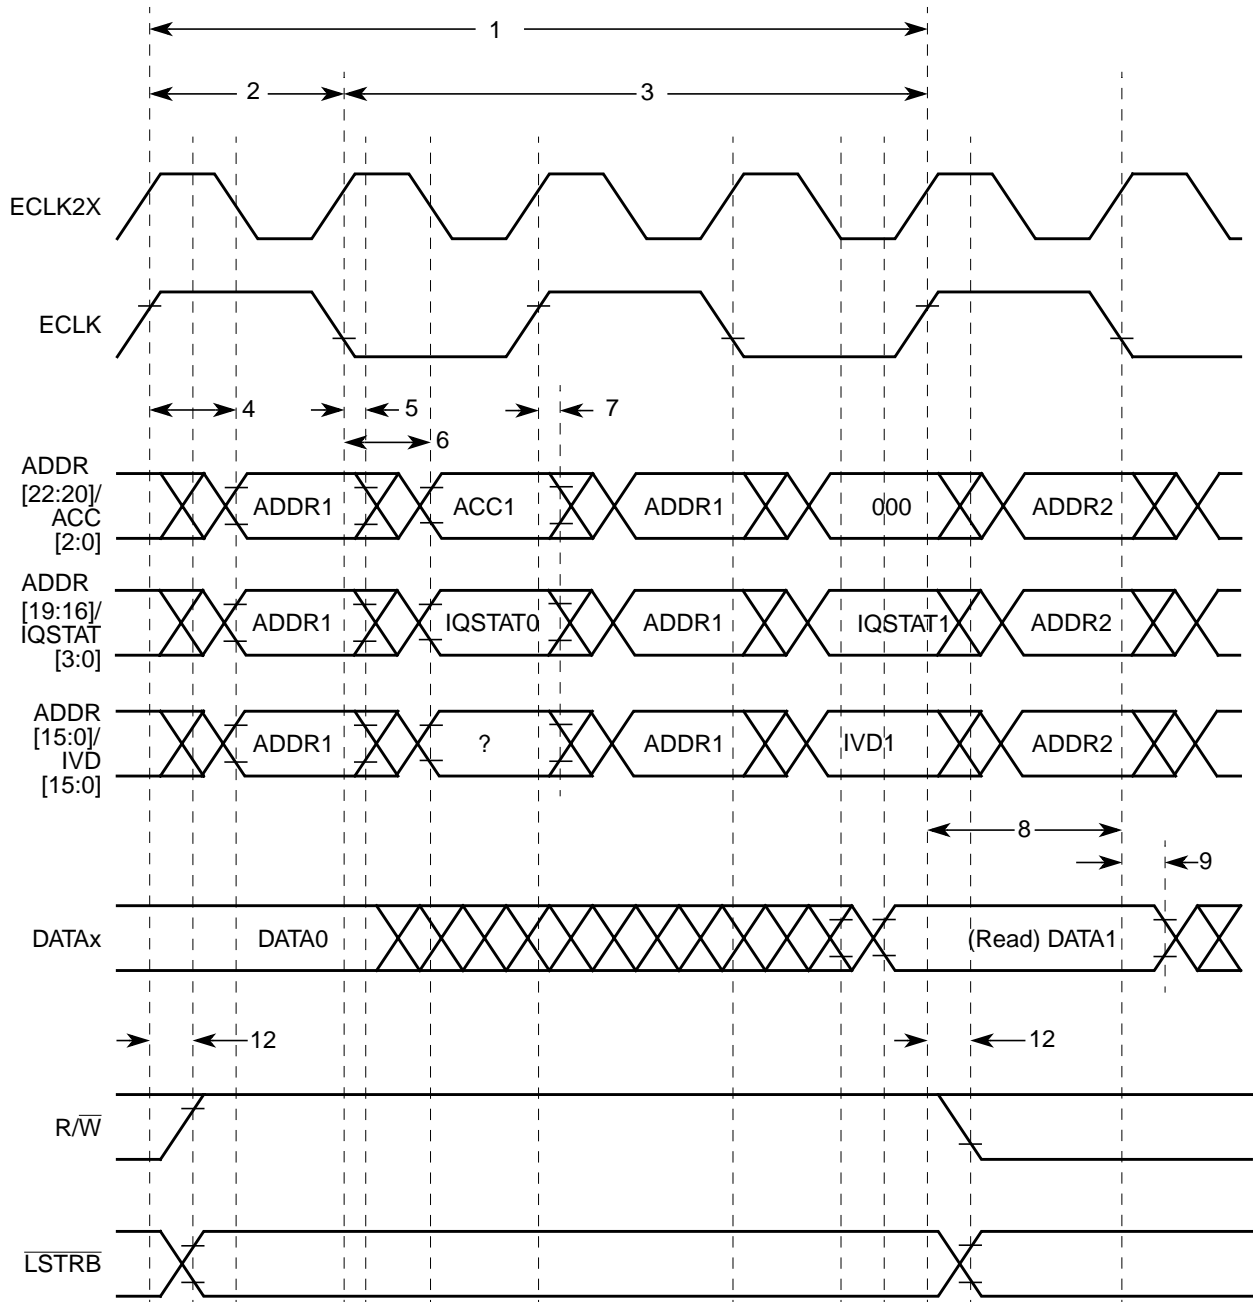 1
2
3
ECLK2X
ECLK
4
5
7
6
ADDR
[22:20]/
ACC
[2:0]
ADDR1
ACC1
ADDR1
000
ADDR2
ADDR
[19:16]/
IQSTAT
[3:0]
ADDR1
IQSTAT0
ADDR1
IQSTAT1
ADDR2
ADDR
[15:0]/
IVD
[15:0]
ADDR1
?
ADDR1
IVD1
ADDR2
8
9
DATAx
DATA0
(Read) DATA1
12
12
R/W̅
L̅S̅T̅R̅B̅